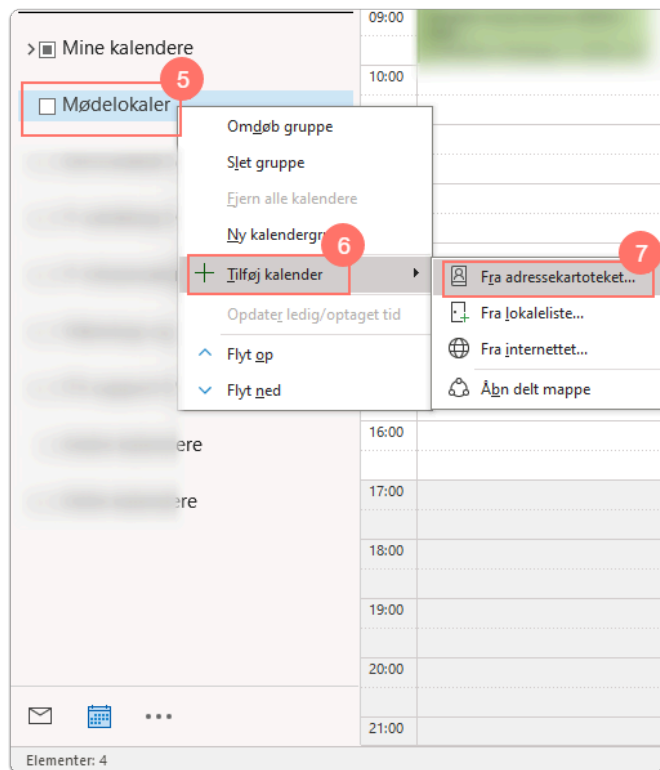 Mine kalendere
5
Mødelokaler
Omdøb gruppe
Slet gruppe
Fjern alle kalendere
Ny kalendergr
6
Tilføj kalender
Opdater ledig/optaget tid
Flyt op
Flyt ned
7
Fra adressekartoteket...
Fra lokaleliste...
Fra internettet...
Åbn delt mappe
ere
ere
09:00
10:00
16:00
17:00
18:00
19:00
20:00
21:00
Elementer: 4